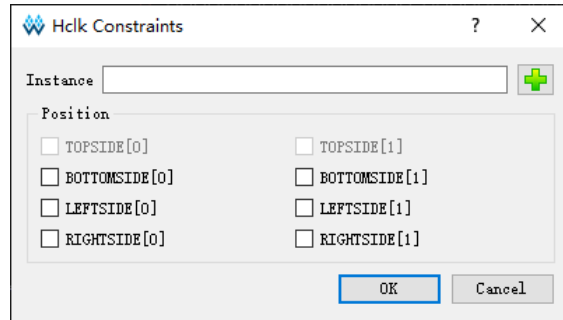 Hclk Constraints ?
Instance
Position
TOPSIDE[0] TOPSIDE[1]
BOTTOMSIDE[0] BOTTOMSIDE[1]
LEFTSIDE[0] LEFTSIDE[1]
RIGHTSIDE[0] RIGHTSIDE[1]
OK Cancel